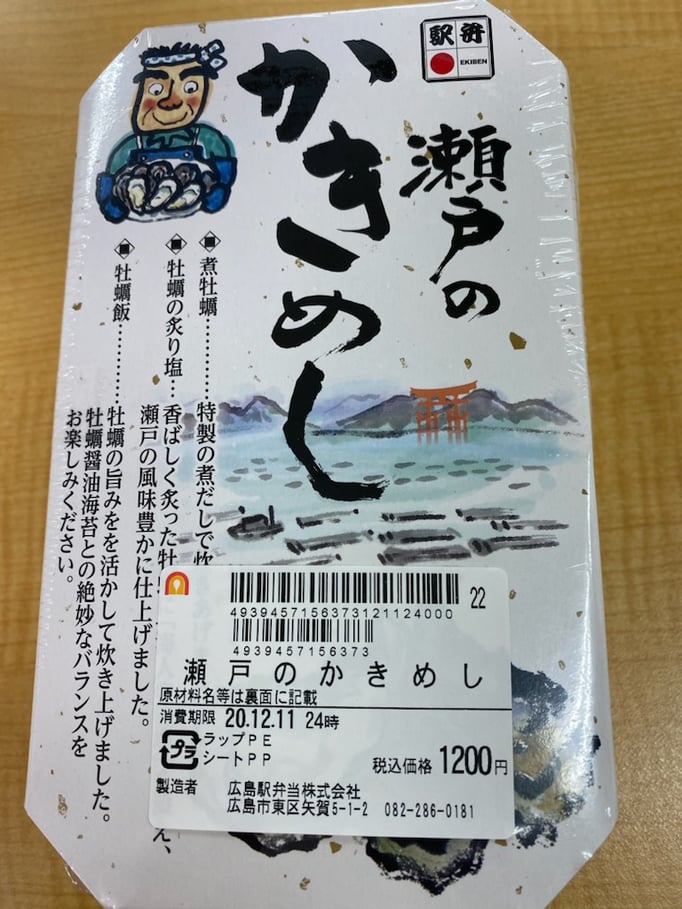 駅弁
EKIBEN
瀬戸の
かきめし
煮牡蠣………特製の煮だしで炊
牡蠣の炙り塩…香ばしく炙った牡
瀬戸の風味豊かに仕上げました。
牡蠣飯…………牡蠣の旨みをを活かして炊き上げました。
牡蠣醤油海苔との絶妙なバランスを
お楽しみください。
49394571563731211240000
22
4939457156373
瀬戸のかきめし
原材料名等は裏面に記載
消費期限 20.12.11 24時
プラ
ラップPE
シートPP
税込価格 1200円
製造者 広島駅弁当株式会社
広島市東区矢賀5-1-2 082-286-0181